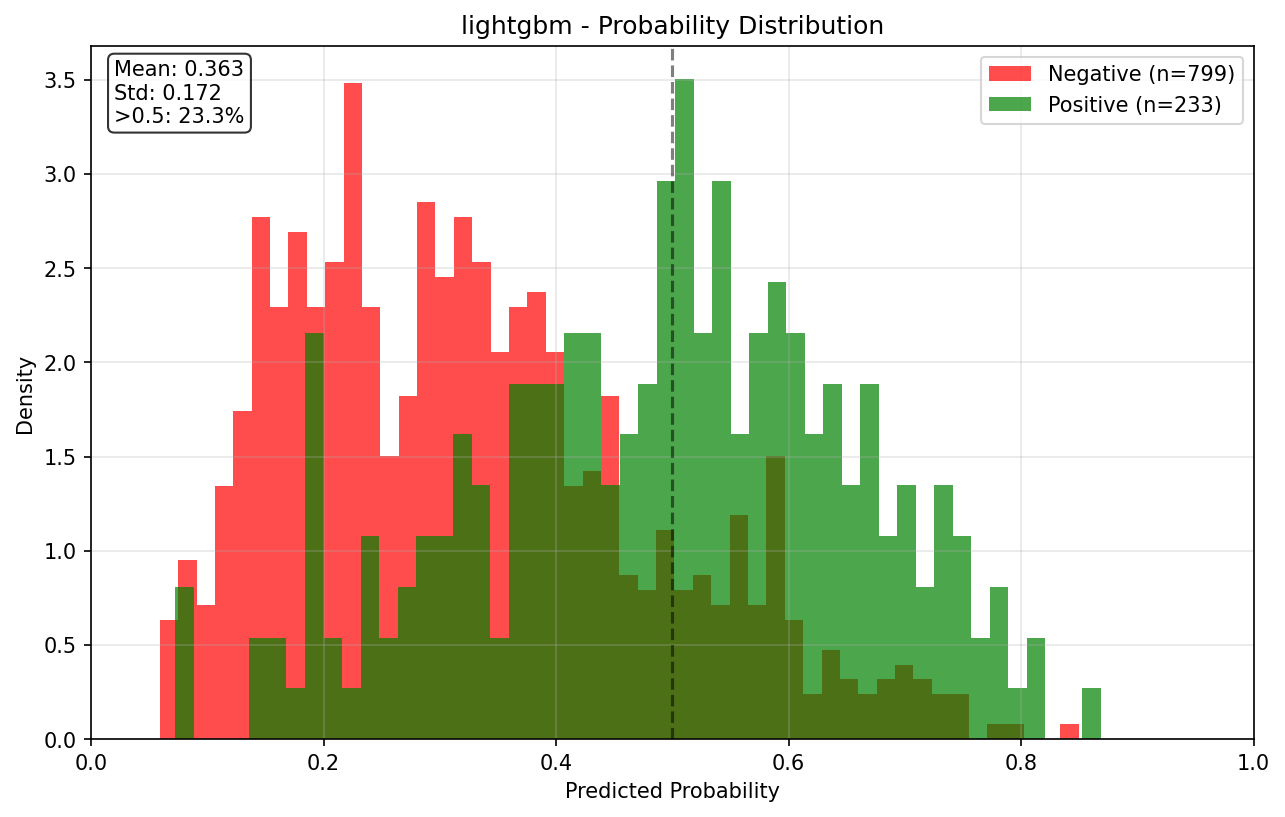 lightgbm - Probability Distribution
Mean: 0.363
Std: 0.172
>0.5: 23.3%
Negative (n=799)
Positive (n=233)
Density
3.5
3.0
2.5
2.0
1.5
1.0
0.5
0.0
0.0
0.2
0.4
0.6
0.8
1.0
Predicted Probability